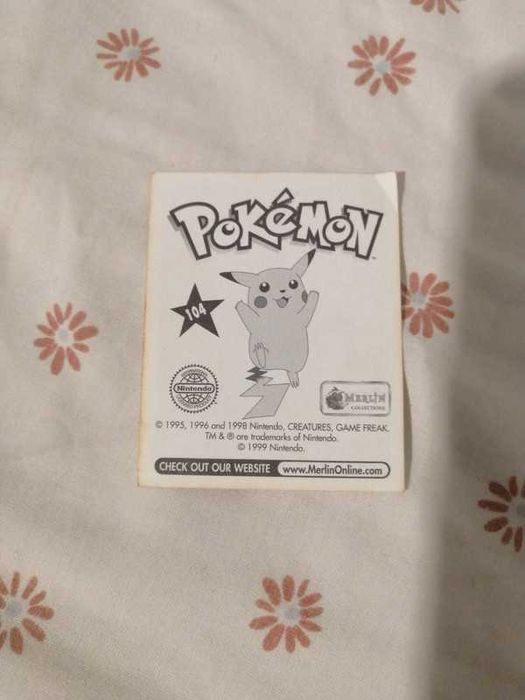 POKéMON
TM
104
Nintendo
MERLIN
COLLECTIONS
© 1995, 1996 and 1998 Nintendo, CREATURES, GAME FREAK.
TM & ® are trademarks of Nintendo.
© 1999 Nintendo.
CHECK OUT OUR WEBSITE www.MerlinOnline.com